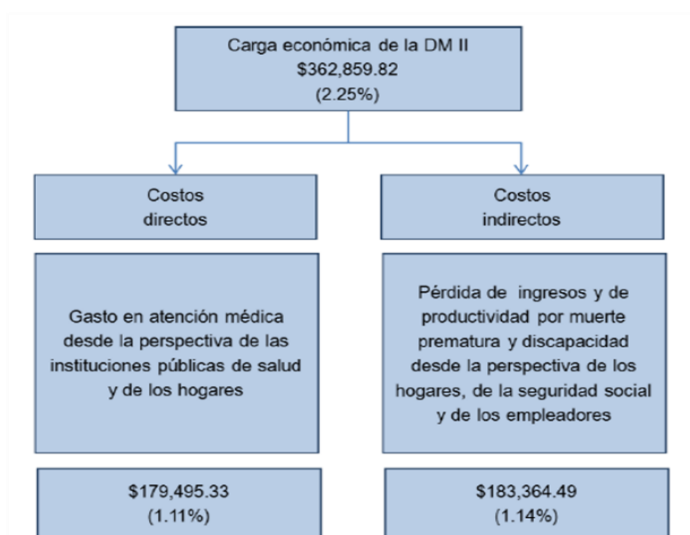 Carga económica de la DM II
$362,859.82
(2.25%)
Costos
directos
Costos
indirectos
Gasto en atención médica
desde la perspectiva de las
instituciones públicas de salud
y de los hogares
Pérdida de ingresos y de
productividad por muerte
prematura y discapacidad
desde la perspectiva de los
hogares, de la seguridad social
y de los empleadores
$179,495.33
(1.11%)
$183,364.49
(1.14%)